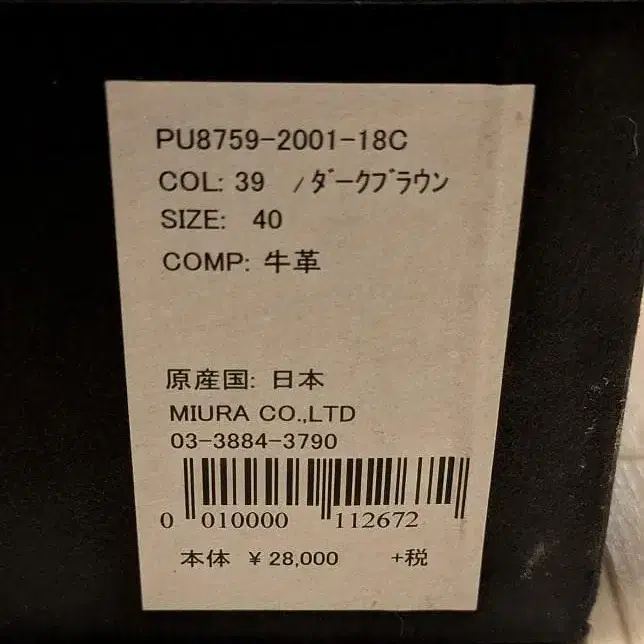 PU8759-2001-18C
COL: 39 /ダークブラウン
SIZE: 40
COMP: 牛革
原産国: 日本
MIURA CO.,LTD
03-3884-3790
0 010000 112672
本体 ¥28,000 +税